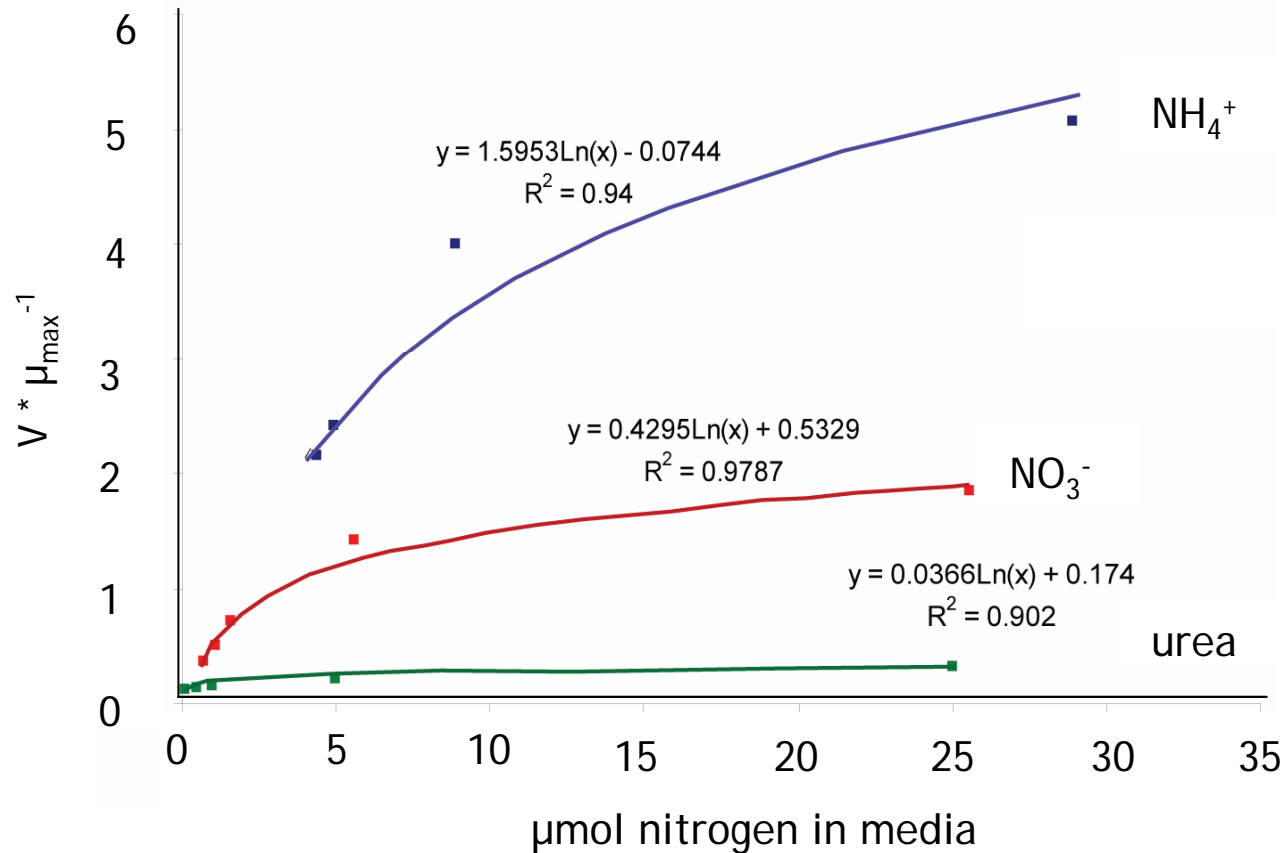 6
5
4
3
2
1
0
V * μmax⁻¹
NH₄⁺
y = 1.5953Ln(x) - 0.0744
R² = 0.94
y = 0.4295Ln(x) + 0.5329
R² = 0.9787
NO₃⁻
y = 0.0366Ln(x) + 0.174
R² = 0.902
urea
0 5 10 15 20 25 30 35
μmol nitrogen in media